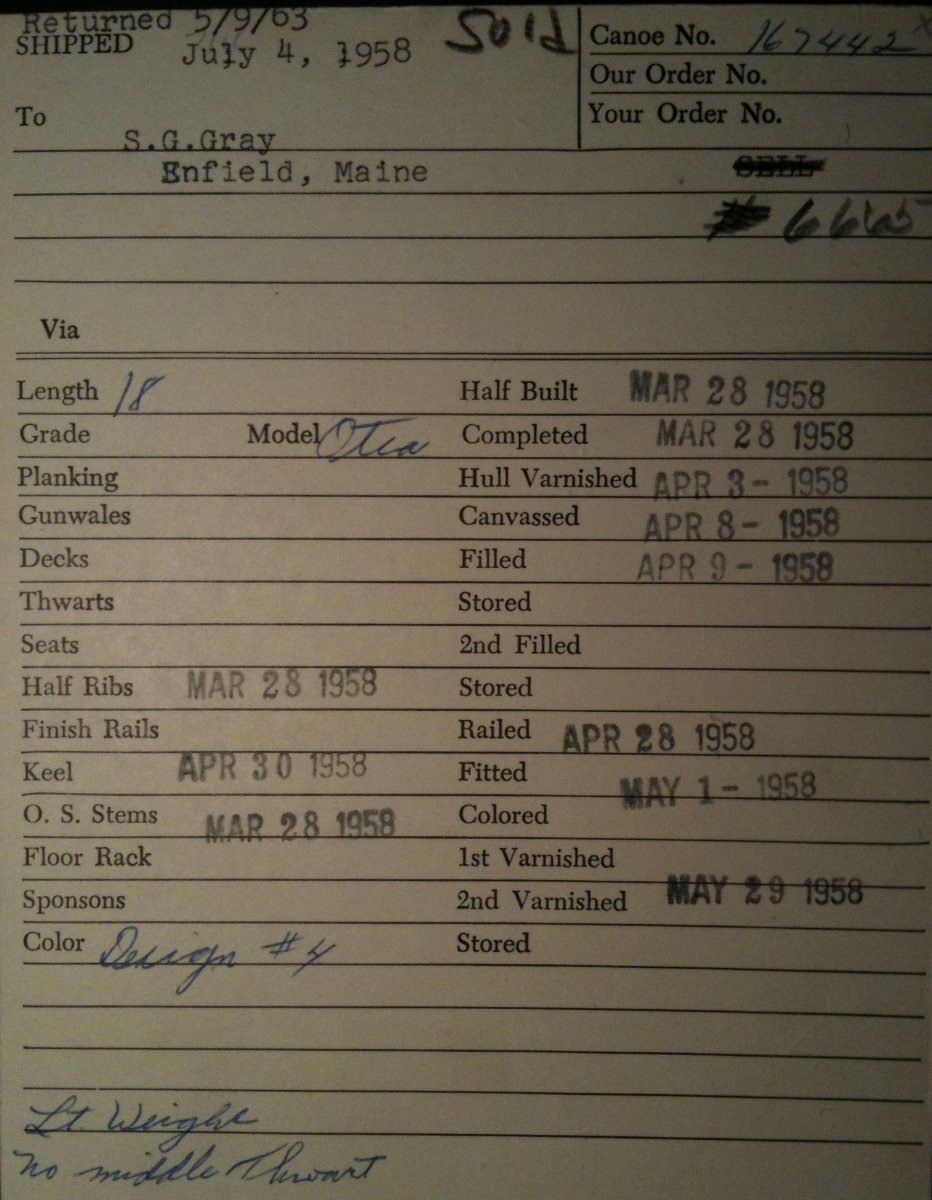 Returned 5/9/63
SHIPPED July 4, 1958 Sold
Canoe No. 167442
Our Order No.
Your Order No.
To
S.G.Gray
Enfield, Maine
SELL
# 6665
Via
Length 18 Half Built MAR 28 1958
Grade Model Otca Completed MAR 28 1958
Planking Hull Varnished APR 3 - 1958
Gunwales Canvassed APR 8 - 1958
Decks Filled APR 9 - 1958
Thwarts Stored
Seats 2nd Filled
Half Ribs MAR 28 1958 Stored
Finish Rails Railed APR 28 1958
Keel APR 30 1958 Fitted MAY 1 - 1958
O. S. Stems MAR 28 1958 Colored
Floor Rack 1st Varnished
Sponsons 2nd Varnished MAY 29 1958
Color Design #4 Stored
Lt. Weight
no middle Thwart